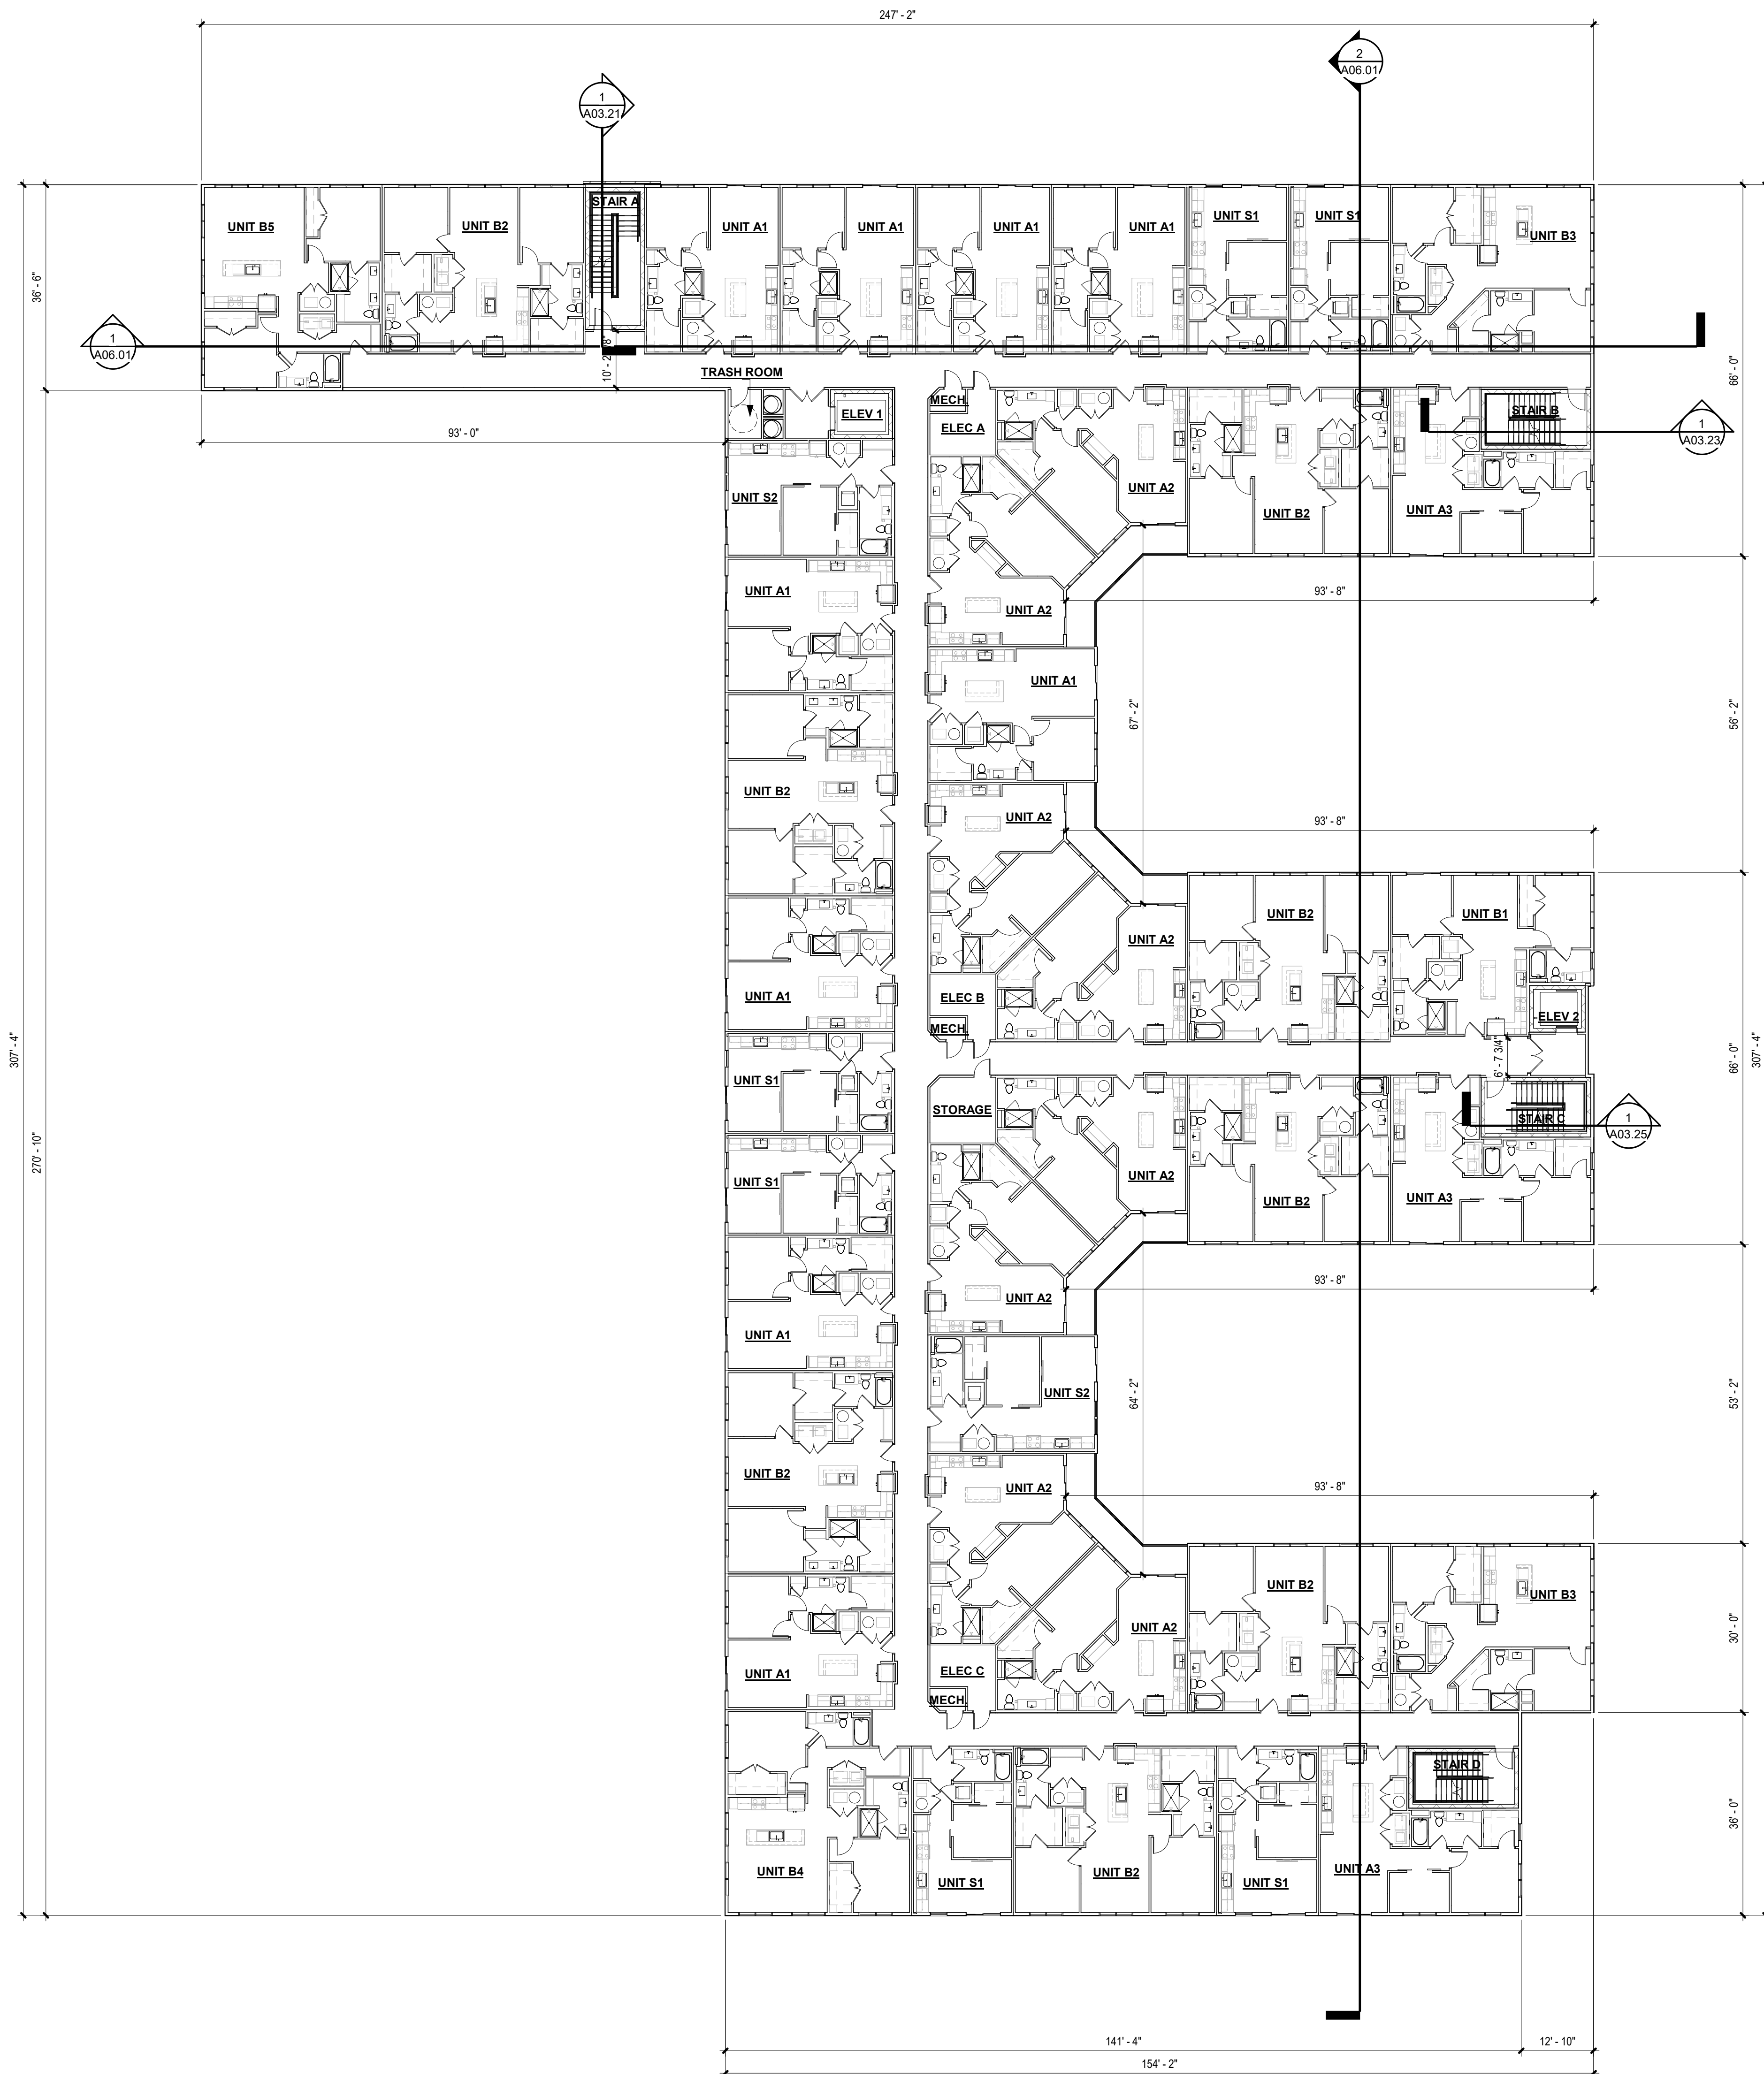 247' - 2"
2
A06.01
1
A03.21
STAIR A
UNIT B5
UNIT B2
UNIT A1
UNIT A1
UNIT A1
UNIT A1
UNIT S1
UNIT S1
UNIT B3
36' - 6"
1
A06.01
TRASH ROOM
66' - 0"
MECH.
ELEV 1
ELEC A
STAIR B
1
A03.23
93' - 0"
UNIT S2
UNIT A2
UNIT B2
UNIT A3
UNIT A1
93' - 8"
UNIT A2
UNIT A1
67' - 2"
56' - 2"
UNIT B2
UNIT A2
93' - 8"
UNIT A2
UNIT B2
UNIT B1
UNIT A1
ELEC B
ELEV 2
MECH.
307' - 4"
6' - 7 3/4"
66' - 0"
307' - 4"
UNIT S1
STORAGE
STAIR C
1
A03.25
270' - 10"
UNIT S1
UNIT A2
UNIT B2
UNIT A3
93' - 8"
UNIT A2
UNIT A1
UNIT S2
64' - 2"
53' - 2"
UNIT B2
UNIT A2
93' - 8"
UNIT B2
UNIT B3
UNIT A2
30' - 0"
UNIT A1
ELEC C
MECH.
STAIR D
36' - 0"
UNIT B4
UNIT S1
UNIT B2
UNIT S1
UNIT A3
141' - 4"
12' - 10"
154' - 2"